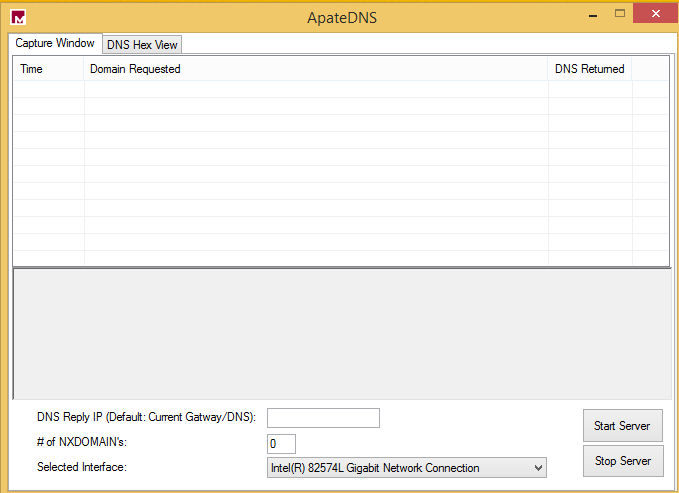 ApateDNS
Capture Window DNS Hex View
Time Domain Requested DNS Returned
DNS Reply IP (Default: Current Gatway/DNS):
Start Server
# of NXDOMAIN's: 0
Stop Server
Selected Interface: Intel(R) 82574L Gigabit Network Connection